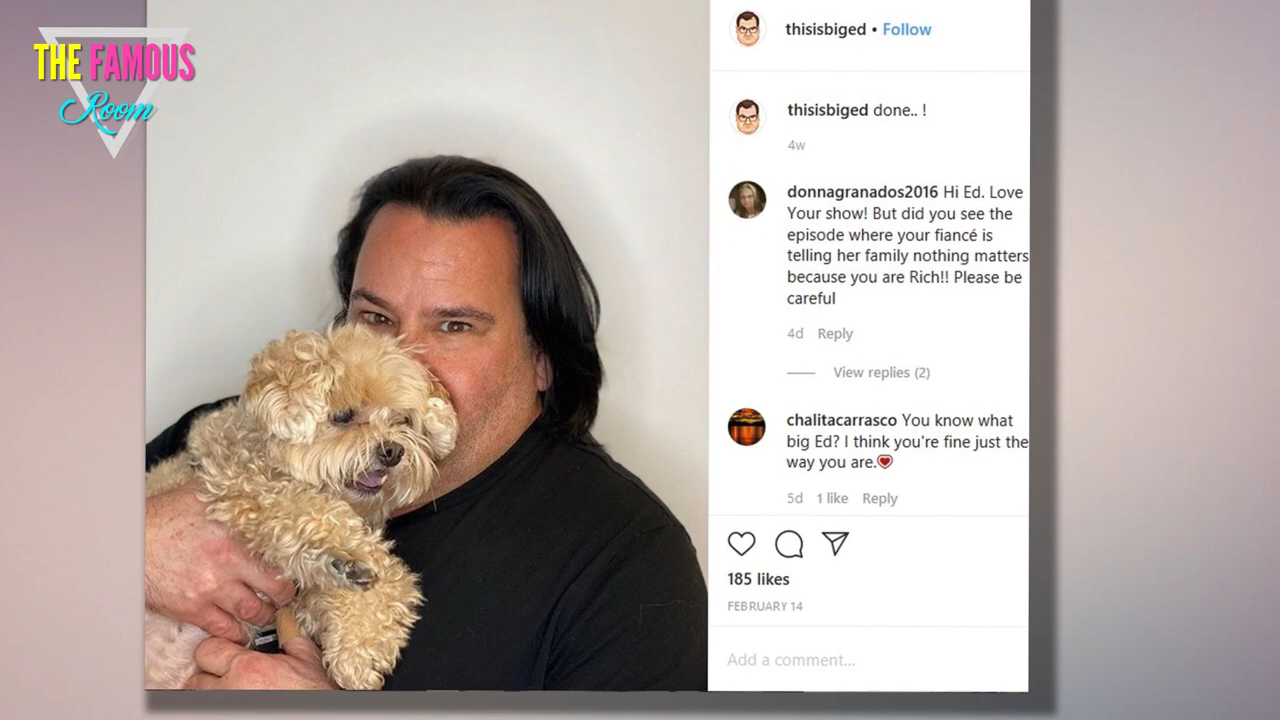 THE FAMOUS
Room
thisisbiged • Follow
thisisbiged done.. !
4w
donnagranados2016 Hi Ed. Love
Your show! But did you see the
episode where your fiancé is
telling her family nothing matters
because you are Rich!! Please be
careful
4d Reply
View replies (2)
chalitacarrasco You know what
big Ed? I think you're fine just the
way you are.
5d 1 like Reply
185 likes
FEBRUARY 14
Add a comment...